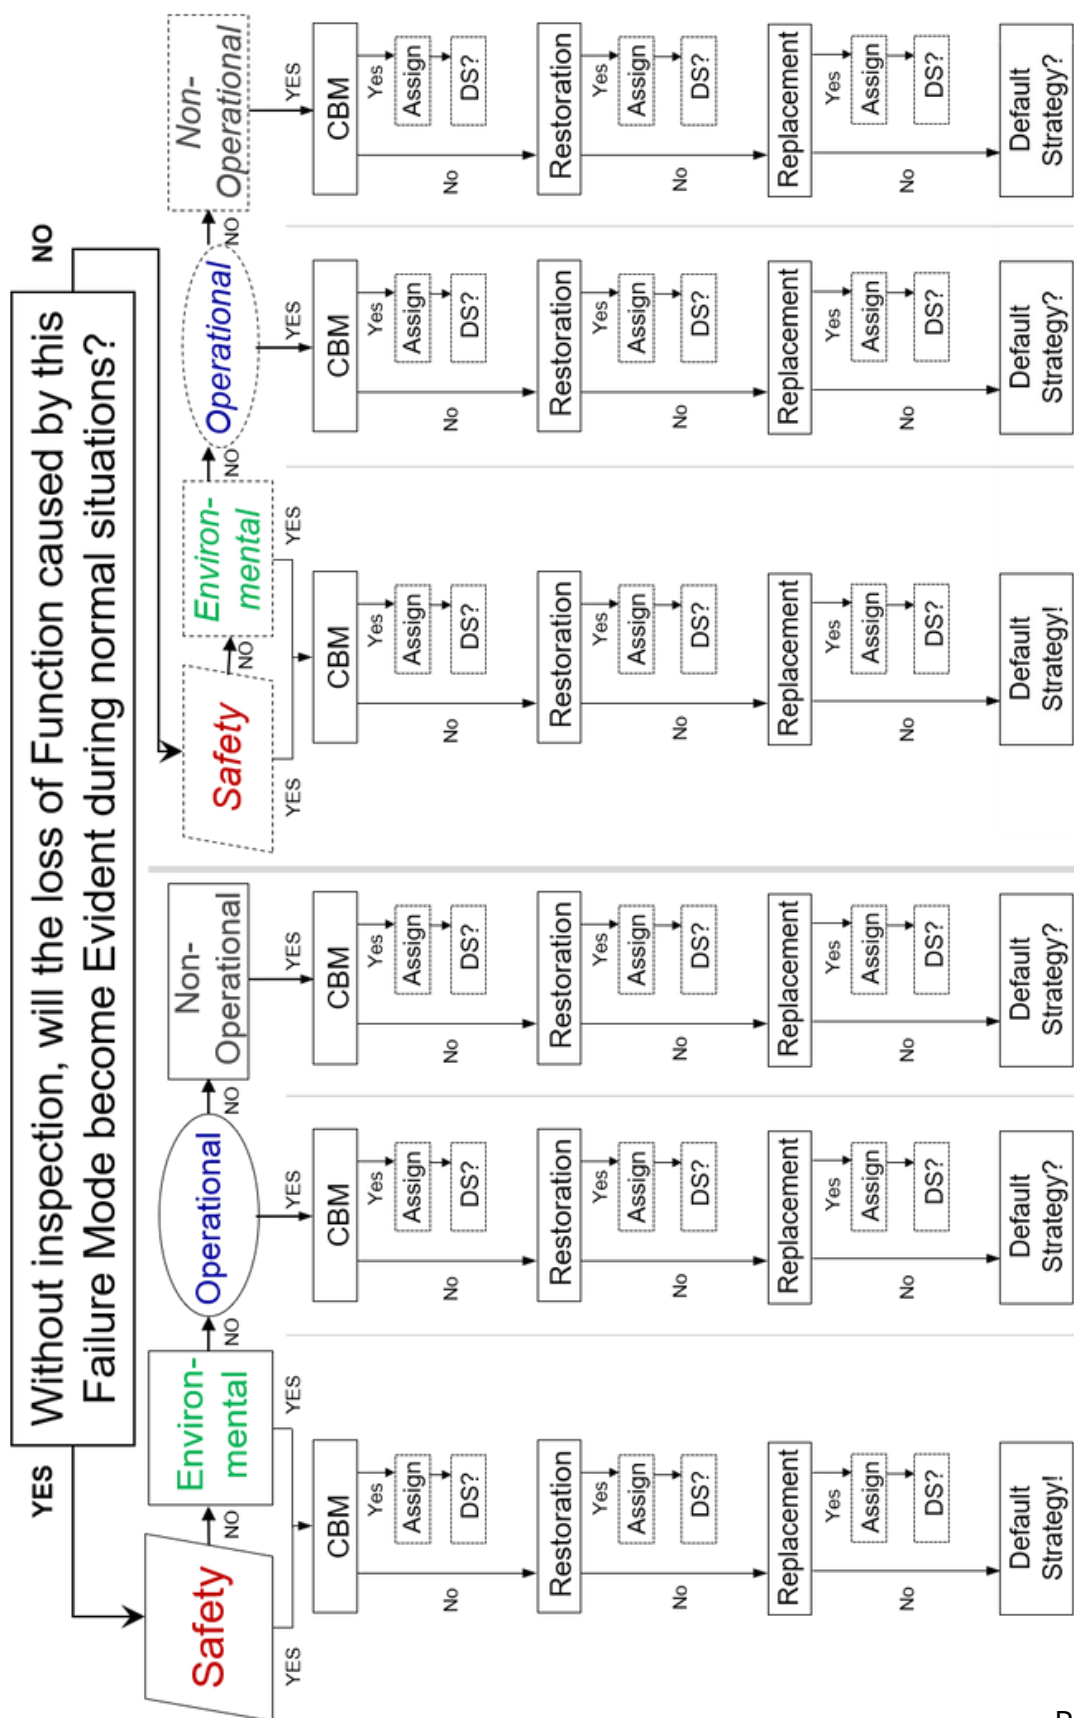 YES
Without inspection, will the loss of Function caused by this
Failure Mode become Evident during normal situations?
NO
Safety
NO
Environ-
mental
NO
Operational
NO
Non-
Operational
Safety
NO
Environ-
mental
NO
Operational
NO
Non-
Operational
YES
YES
CBM
Yes
Assign
DS?
No
Restoration
Yes
Assign
DS?
No
Replacement
Yes
Assign
DS?
No
Default
Strategy!
YES
CBM
Yes
Assign
DS?
No
Restoration
Yes
Assign
DS?
No
Replacement
Yes
Assign
DS?
No
Default
Strategy?
YES
CBM
Yes
Assign
DS?
No
Restoration
Yes
Assign
DS?
No
Replacement
Yes
Assign
DS?
No
Default
Strategy?
YES
YES
CBM
Yes
Assign
DS?
No
Restoration
Yes
Assign
DS?
No
Replacement
Yes
Assign
DS?
No
Default
Strategy!
YES
CBM
Yes
Assign
DS?
No
Restoration
Yes
Assign
DS?
No
Replacement
Yes
Assign
DS?
No
Default
Strategy?
YES
CBM
Yes
Assign
DS?
No
Restoration
Yes
Assign
DS?
No
Replacement
Yes
Assign
DS?
No
Default
Strategy?